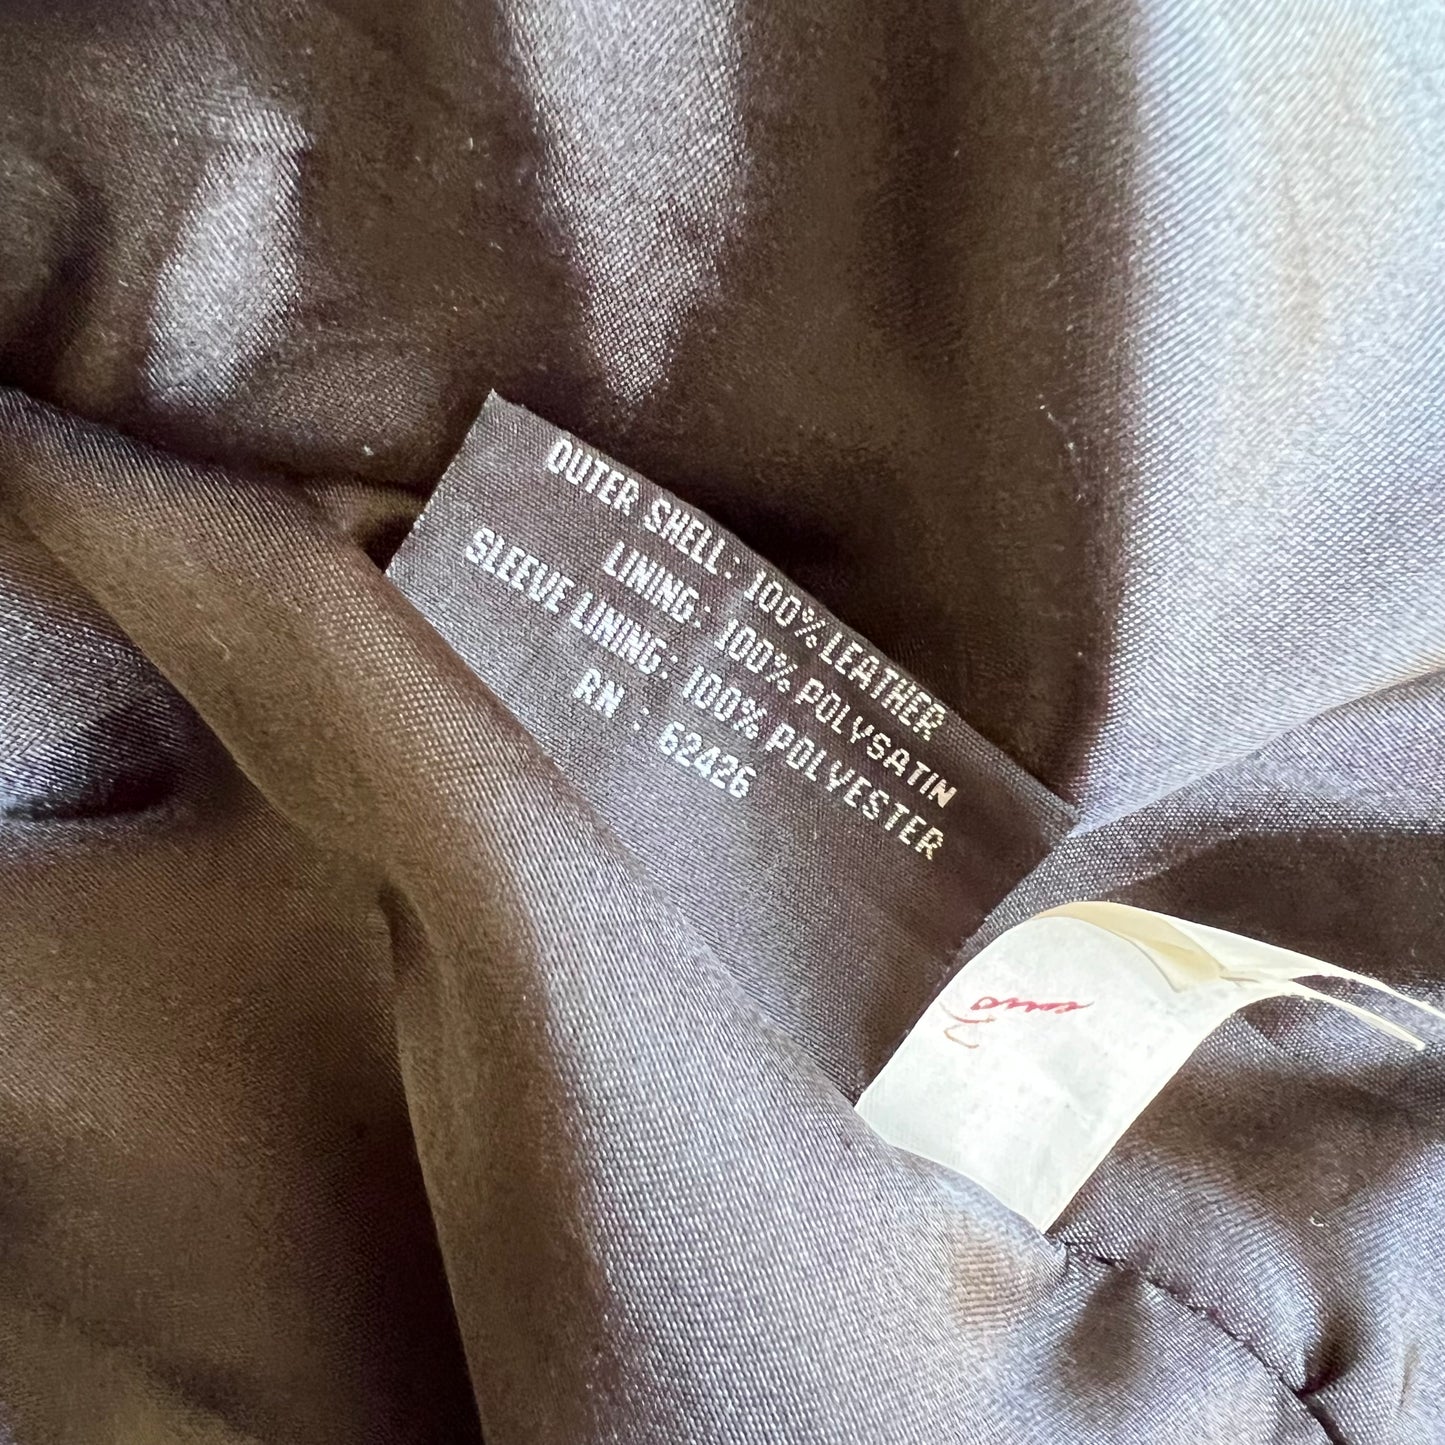 OUTER SHELL: 100% LEATHER
LINING: 100% POLYSATIN
SLEEVE LINING: 100% POLYESTER
RN : 62426